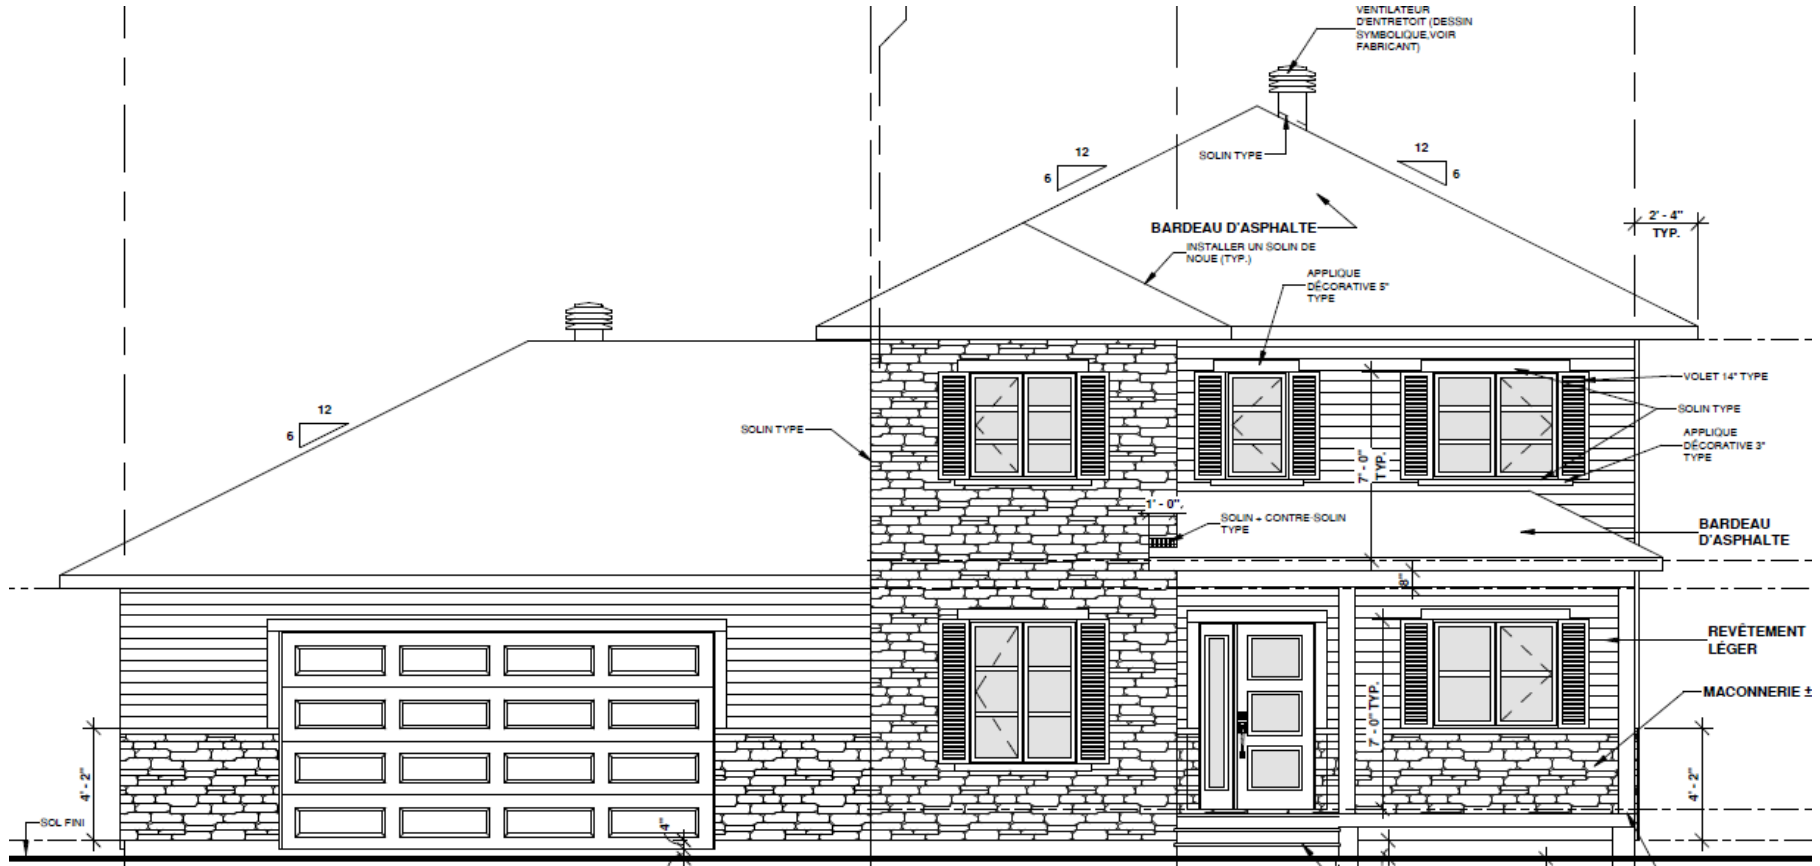 VENTILATEUR
D'ENTRETOIT (DESSIN
SYMBOLIQUE,VOIR
FABRICANT)
12
6
SOLIN TYPE
12
6
BARDEAU D'ASPHALTE
INSTALLER UN SOLIN DE
NOUE (TYP.)
2' - 4"
TYP.
APPLIQUE
DÉCORATIVE 5"
TYPE
12
6
SOLIN TYPE
VOLET 14" TYPE
SOLIN TYPE
APPLIQUE
DÉCORATIVE 3"
TYPE
7' - 0"
TYP.
1' - 0"
SOLIN + CONTRE-SOLIN
TYPE
BARDEAU
D'ASPHALTE
8"
REVÊTEMENT
LÉGER
MACONNERIE ±
7' - 0" TYP.
4' - 2"
4' - 2"
SOL FINI
4"